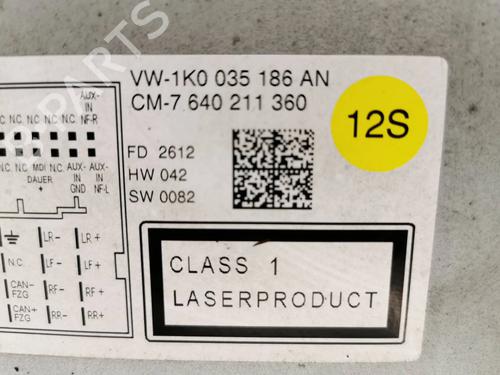 VW-1K0 035 186 AN
CM-7 640 211 360
12S
FD 2612
HW 042
SW 0082
CLASS 1
LASERPRODUCT
AUX-
IN
N.C. N.C. N.C. NF-R
N.C. N.C. MDI N.C. AUX- AUX-
DAUER IN IN
+ GND NF-L
LR- LR+
N.C. LF- LF+
CAN- RF- RF+
FZG
CAN+ RR- RR+
FZG
PARTS